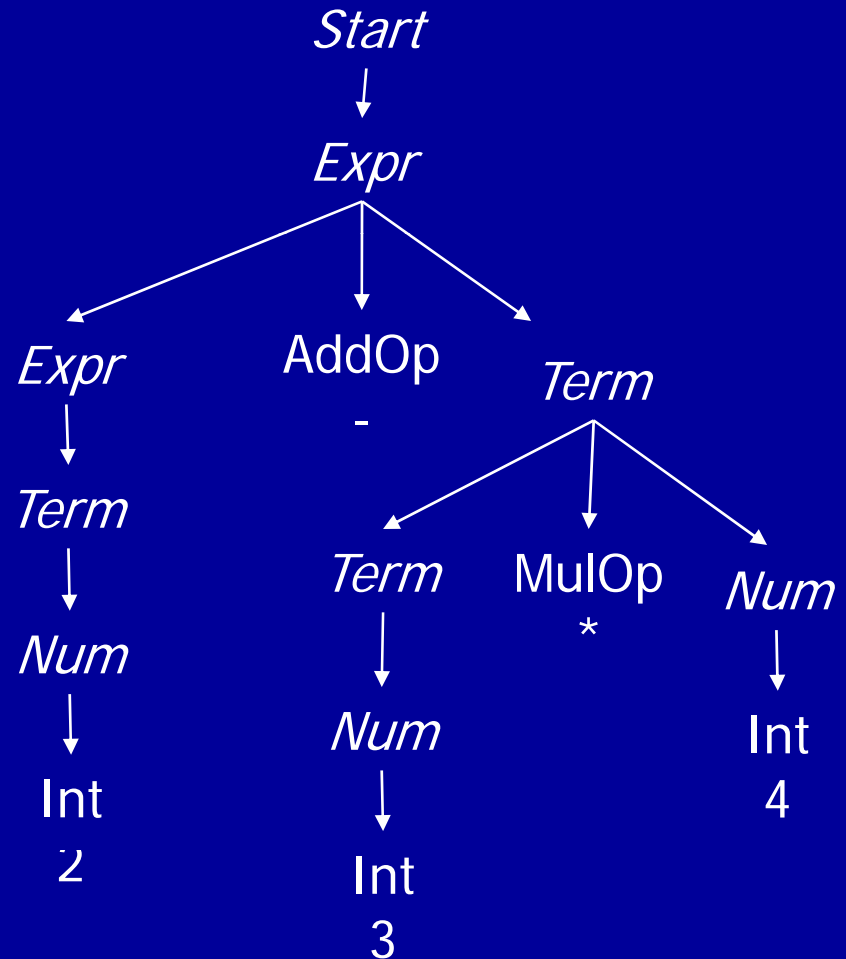 Start
Expr
Expr AddOp Term
-
Term
Term MulOp Num
*
Num
Num Int
Int 4
2 Int
3